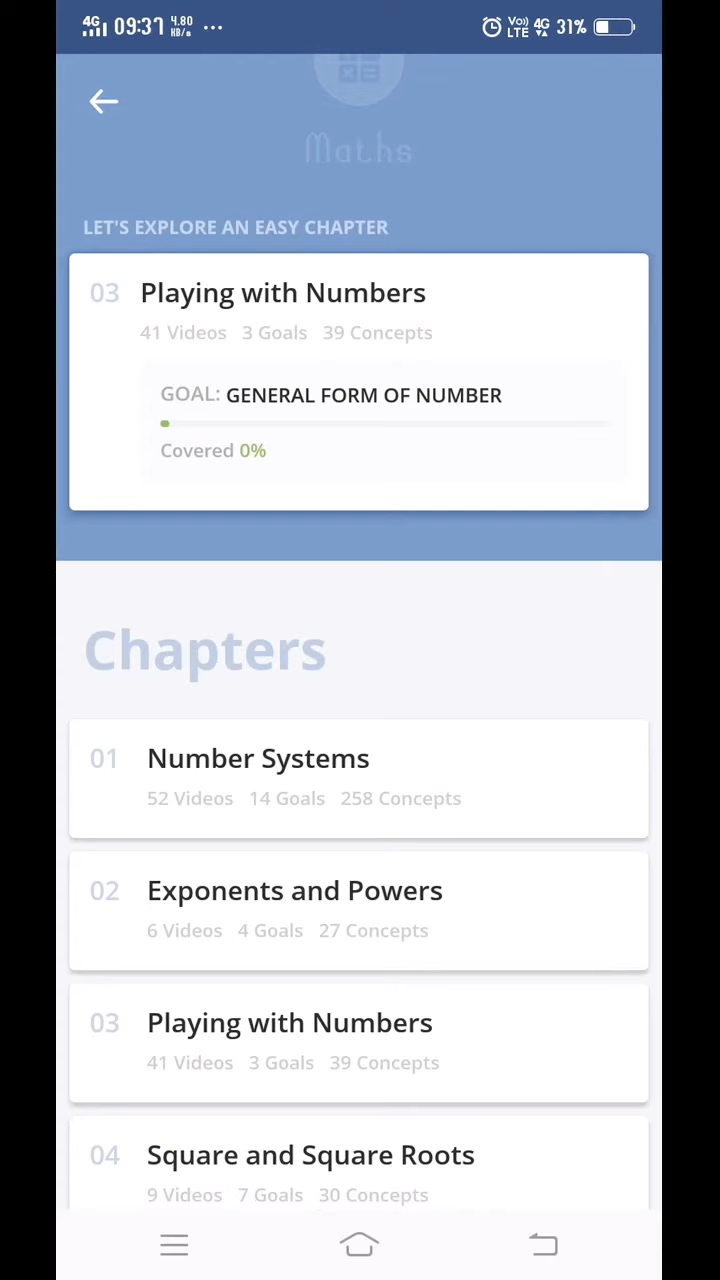 4G 09:37 4.80 KB/s ... Vo)) LTE 4G 31%
Maths
LET'S EXPLORE AN EASY CHAPTER
03 Playing with Numbers
41 Videos 3 Goals 39 Concepts
GOAL: GENERAL FORM OF NUMBER
Covered 0%
Chapters
01 Number Systems
52 Videos 14 Goals 258 Concepts
02 Exponents and Powers
6 Videos 4 Goals 27 Concepts
03 Playing with Numbers
41 Videos 3 Goals 39 Concepts
04 Square and Square Roots
9 Videos 7 Goals 30 Concepts